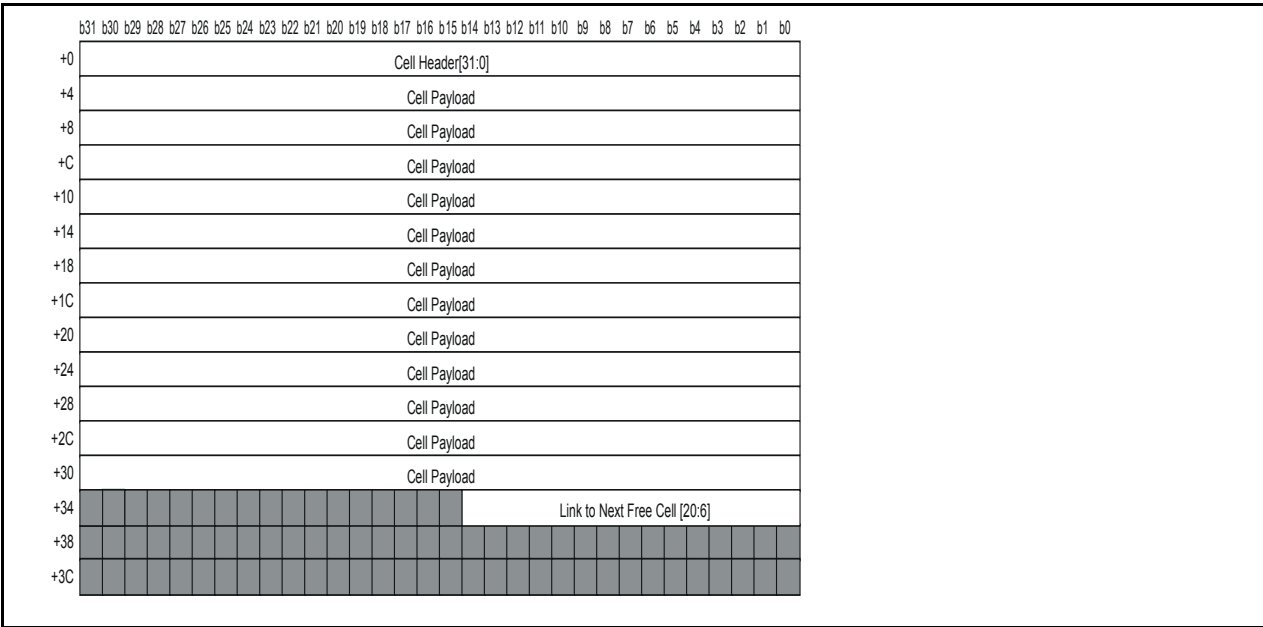 b31 b30 b29 b28 b27 b26 b25 b24 b23 b22 b21 b20 b19 b18 b17 b16 b15 b14 b13 b12 b11 b10 b9 b8 b7 b6 b5 b4 b3 b2 b1 b0
+0 Cell Header[31:0]
+4 Cell Payload
+8 Cell Payload
+C Cell Payload
+10 Cell Payload
+14 Cell Payload
+18 Cell Payload
+1C Cell Payload
+20 Cell Payload
+24 Cell Payload
+28 Cell Payload
+2C Cell Payload
+30 Cell Payload
+34 Link to Next Free Cell [20:6]
+38
+3C